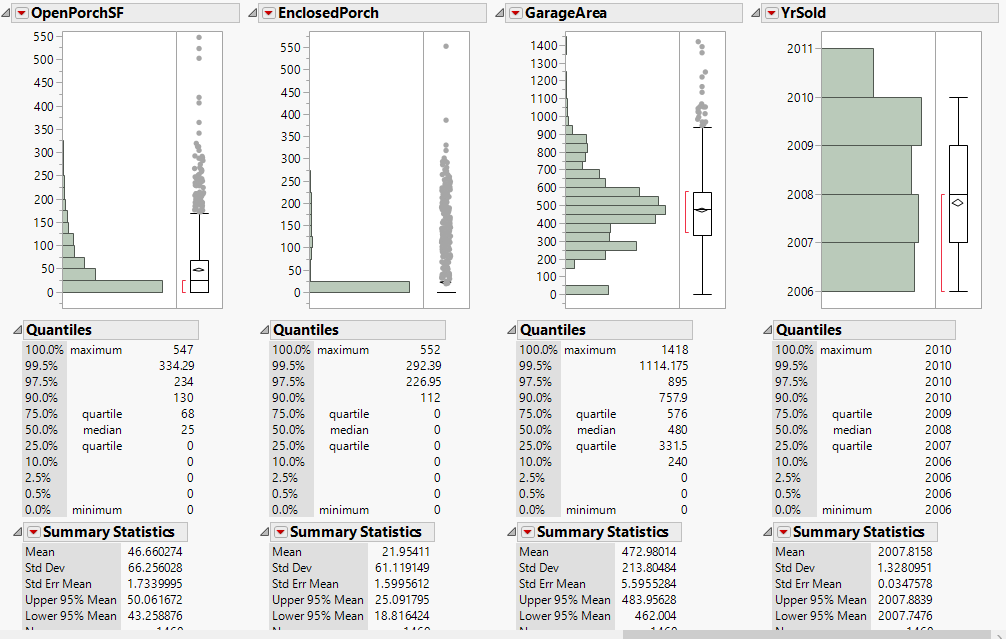 OpenPorchSF EnclosedPorch GarageArea YrSold
550 550 1400 2011
500 500 1300 2010
450 450 1200 2009
400 400 1100 2008
350 350 1000 2007
300 300 900 2006
250 250 800
200 200 700
150 150 600
100 100 500
50 50 400
0 0 300
200
100
0
Quantiles Quantiles Quantiles Quantiles
100.0% maximum 547 100.0% maximum 552 100.0% maximum 1418 100.0% maximum 2010
99.5% 334.29 99.5% 292.39 99.5% 1114.175 99.5% 2010
97.5% 234 97.5% 226.95 97.5% 895 97.5% 2010
90.0% 130 90.0% 112 90.0% 757.9 90.0% 2010
75.0% quartile 68 75.0% quartile 0 75.0% quartile 576 75.0% quartile 2009
50.0% median 25 50.0% median 0 50.0% median 480 50.0% median 2008
25.0% quartile 0 25.0% quartile 0 25.0% quartile 331.5 25.0% quartile 2007
10.0% 0 10.0% 0 10.0% 240 10.0% 2006
2.5% 0 2.5% 0 2.5% 0 2.5% 2006
0.5% 0 0.5% 0 0.5% 0 0.5% 2006
0.0% minimum 0 0.0% minimum 0 0.0% minimum 0 0.0% minimum 2006
Summary Statistics Summary Statistics Summary Statistics Summary Statistics
Mean 46.660274 Mean 21.95411 Mean 472.98014 Mean 2007.8158
Std Dev 66.256028 Std Dev 61.119149 Std Dev 213.80484 Std Dev 1.3280951
Std Err Mean 1.7339995 Std Err Mean 1.5995612 Std Err Mean 5.5955284 Std Err Mean 0.0347578
Upper 95% Mean 50.061672 Upper 95% Mean 25.091795 Upper 95% Mean 483.95628 Upper 95% Mean 2007.8839
Lower 95% Mean 43.258876 Lower 95% Mean 18.816424 Lower 95% Mean 462.004 Lower 95% Mean 2007.7476